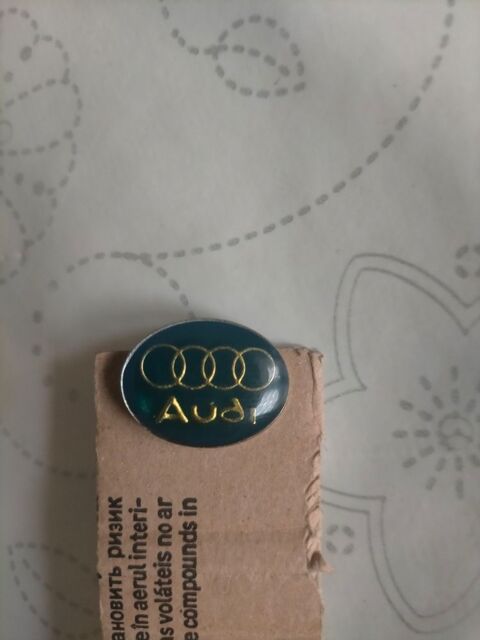 Audi
ановить ризик
e în aerul interi-
as voláteis no ar
e compounds in